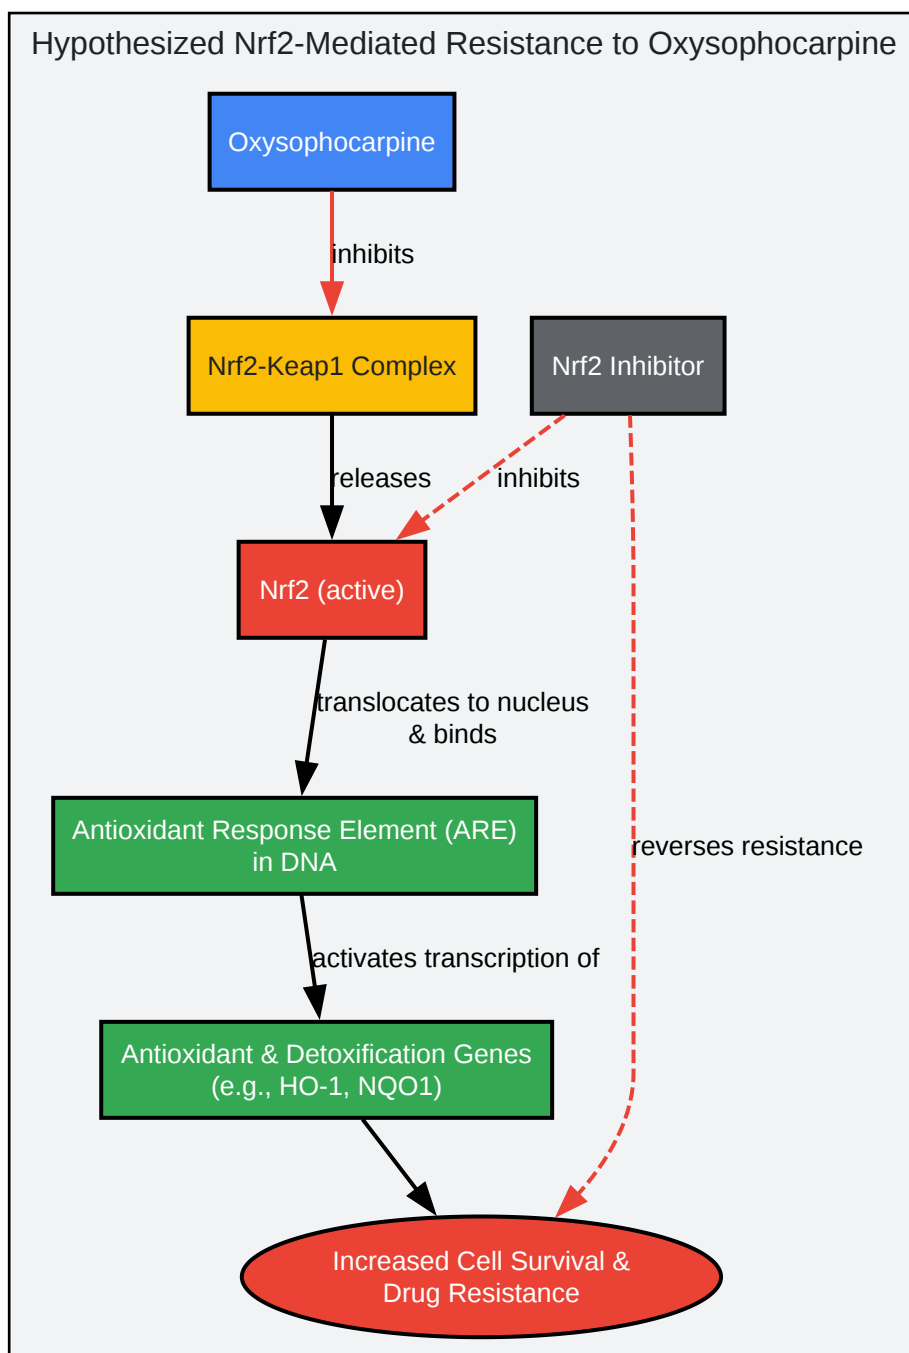 Hypothesized Nrf2-Mediated Resistance to Oxysophocarpine
Oxysophocarpine
inhibits
Nrf2-Keap1 Complex
Nrf2 Inhibitor
releases
inhibits
Nrf2 (active)
translocates to nucleus
& binds
Antioxidant Response Element (ARE)
in DNA
reverses resistance
activates transcription of
Antioxidant & Detoxification Genes
(e.g., HO-1, NQO1)
Increased Cell Survival &
Drug Resistance